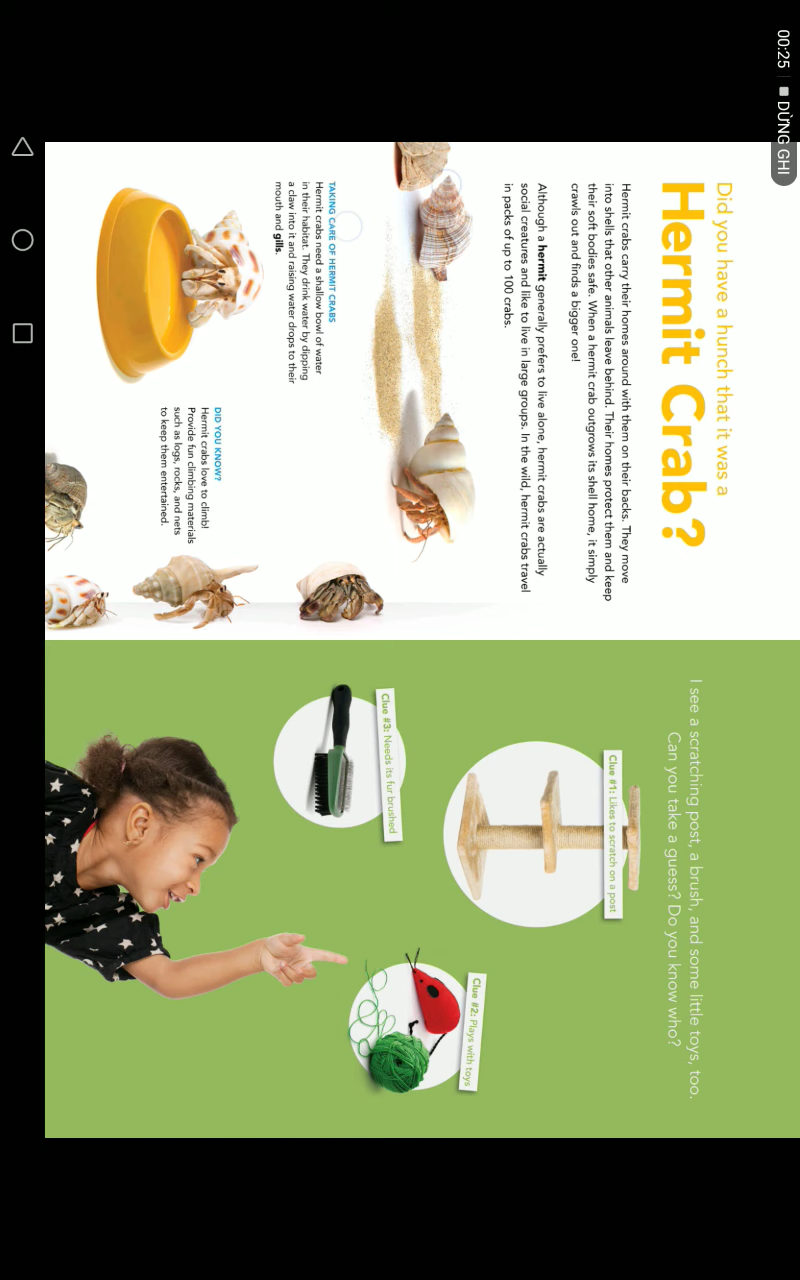 00:25
DỪNG GHI
Did you have a hunch that it was a
Hermit Crab?
Hermit crabs carry their homes around with them on their backs. They move
into shells that other animals leave behind. Their homes protect them and keep
their soft bodies safe. When a hermit crab outgrows its shell home, it simply
crawls out and finds a bigger one!
Although a hermit generally prefers to live alone, hermit crabs are actually
social creatures and like to live in large groups. In the wild, hermit crabs travel
in packs of up to 100 crabs.
TAKING CARE OF HERMIT CRABS
Hermit crabs need a shallow bowl of water
in their habitat. They drink water by dipping
a claw into it and raising water drops to their
mouth and gills.
DID YOU KNOW?
Hermit crabs love to climb!
Provide fun climbing materials
such as logs, rocks, and nets
to keep them entertained.
I see a scratching post, a brush, and some little toys, too.
Can you take a guess? Do you know who?
Clue #1: Likes to scratch on a post
Clue #2: Plays with toys
Clue #3: Needs its fur brushed